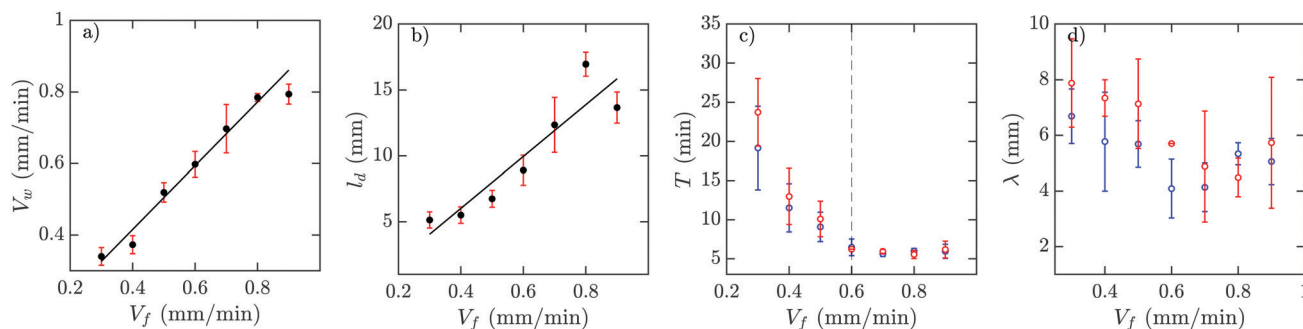 a)
1
0.8
0.6
0.4
V_w (mm/min)
0.2 0.4 0.6 0.8
V_f (mm/min)
b)
20
15
10
5
l_d (mm)
0.2 0.4 0.6 0.8
V_f (mm/min)
c)
35
30
25
20
15
10
5
T (min)
0.2 0.4 0.6 0.8
V_f (mm/min)
d)
10
8
6
4
2
λ (mm)
0.4 0.6 0.8 1
V_f (mm/min)